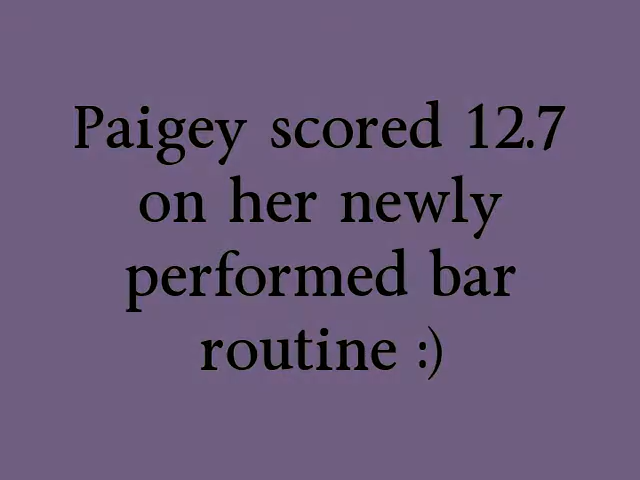 Paigey scored 12.7
on her newly
performed bar
routine :)